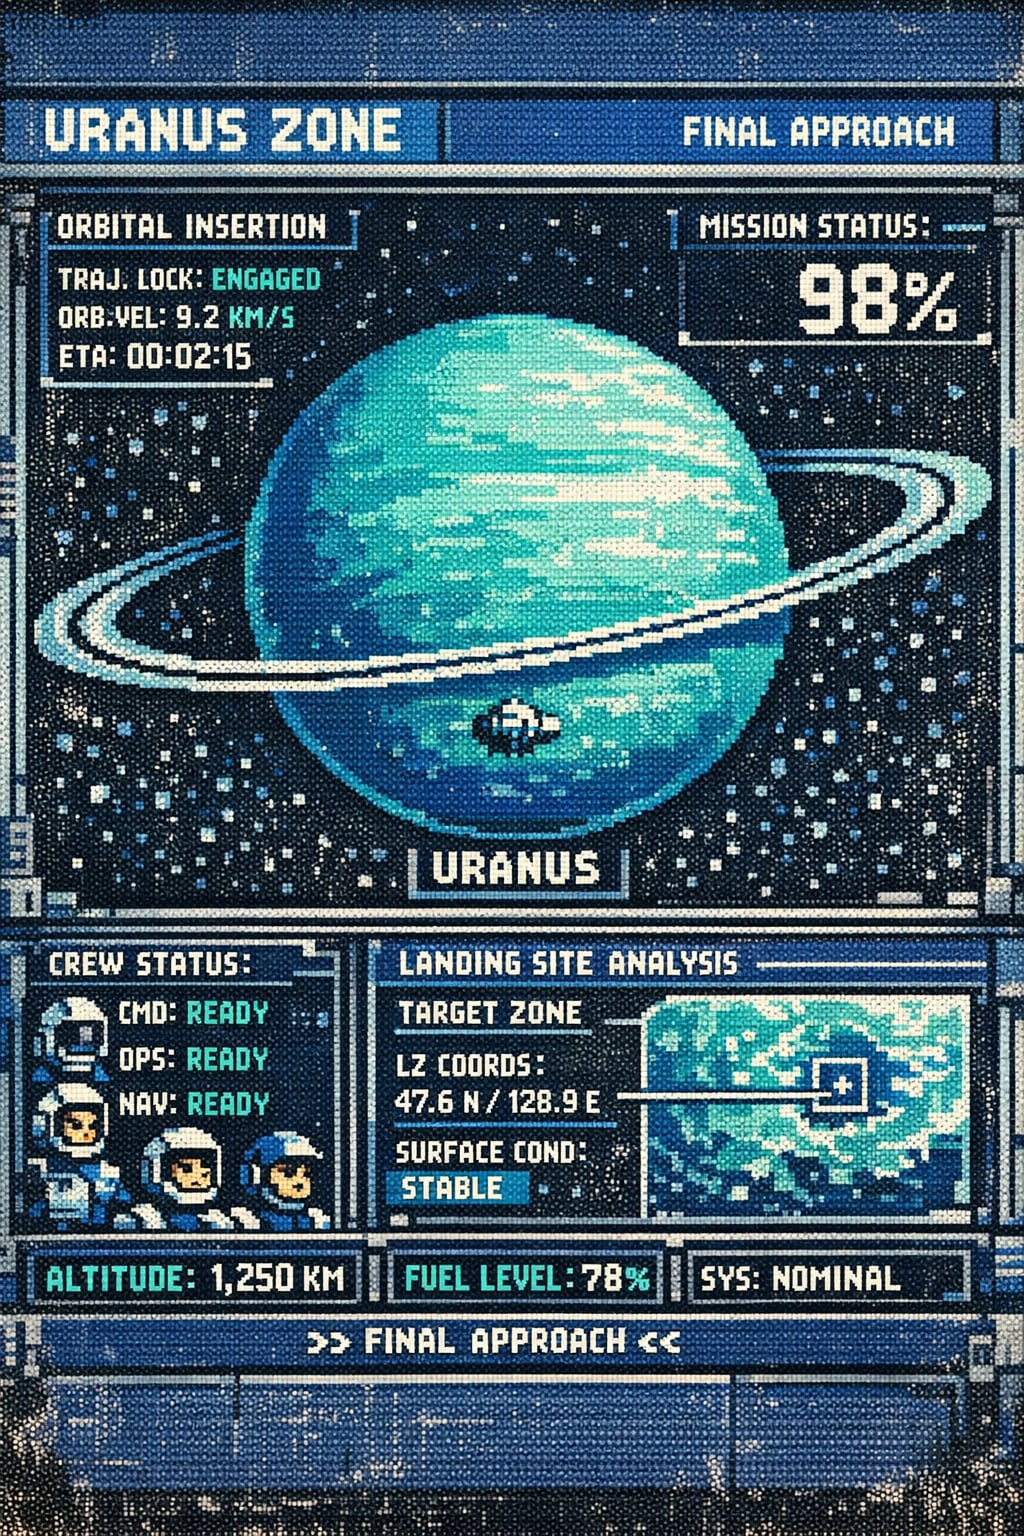 URANUS ZONE
FINAL APPROACH
ORBITAL INSERTION
TRAJ. LOCK: ENGAGED
ORB.VEL: 9.2 KM/S
ETA: 00:02:15
MISSION STATUS:
98%
URANUS
CREW STATUS:
CMD: READY
OPS: READY
NAV: READY
LANDING SITE ANALYSIS
TARGET ZONE
LZ COORDS:
47.6 N / 128.9 E
SURFACE COND:
STABLE
ALTITUDE: 1,250 KM
FUEL LEVEL: 78%
SYS: NOMINAL
>> FINAL APPROACH <<